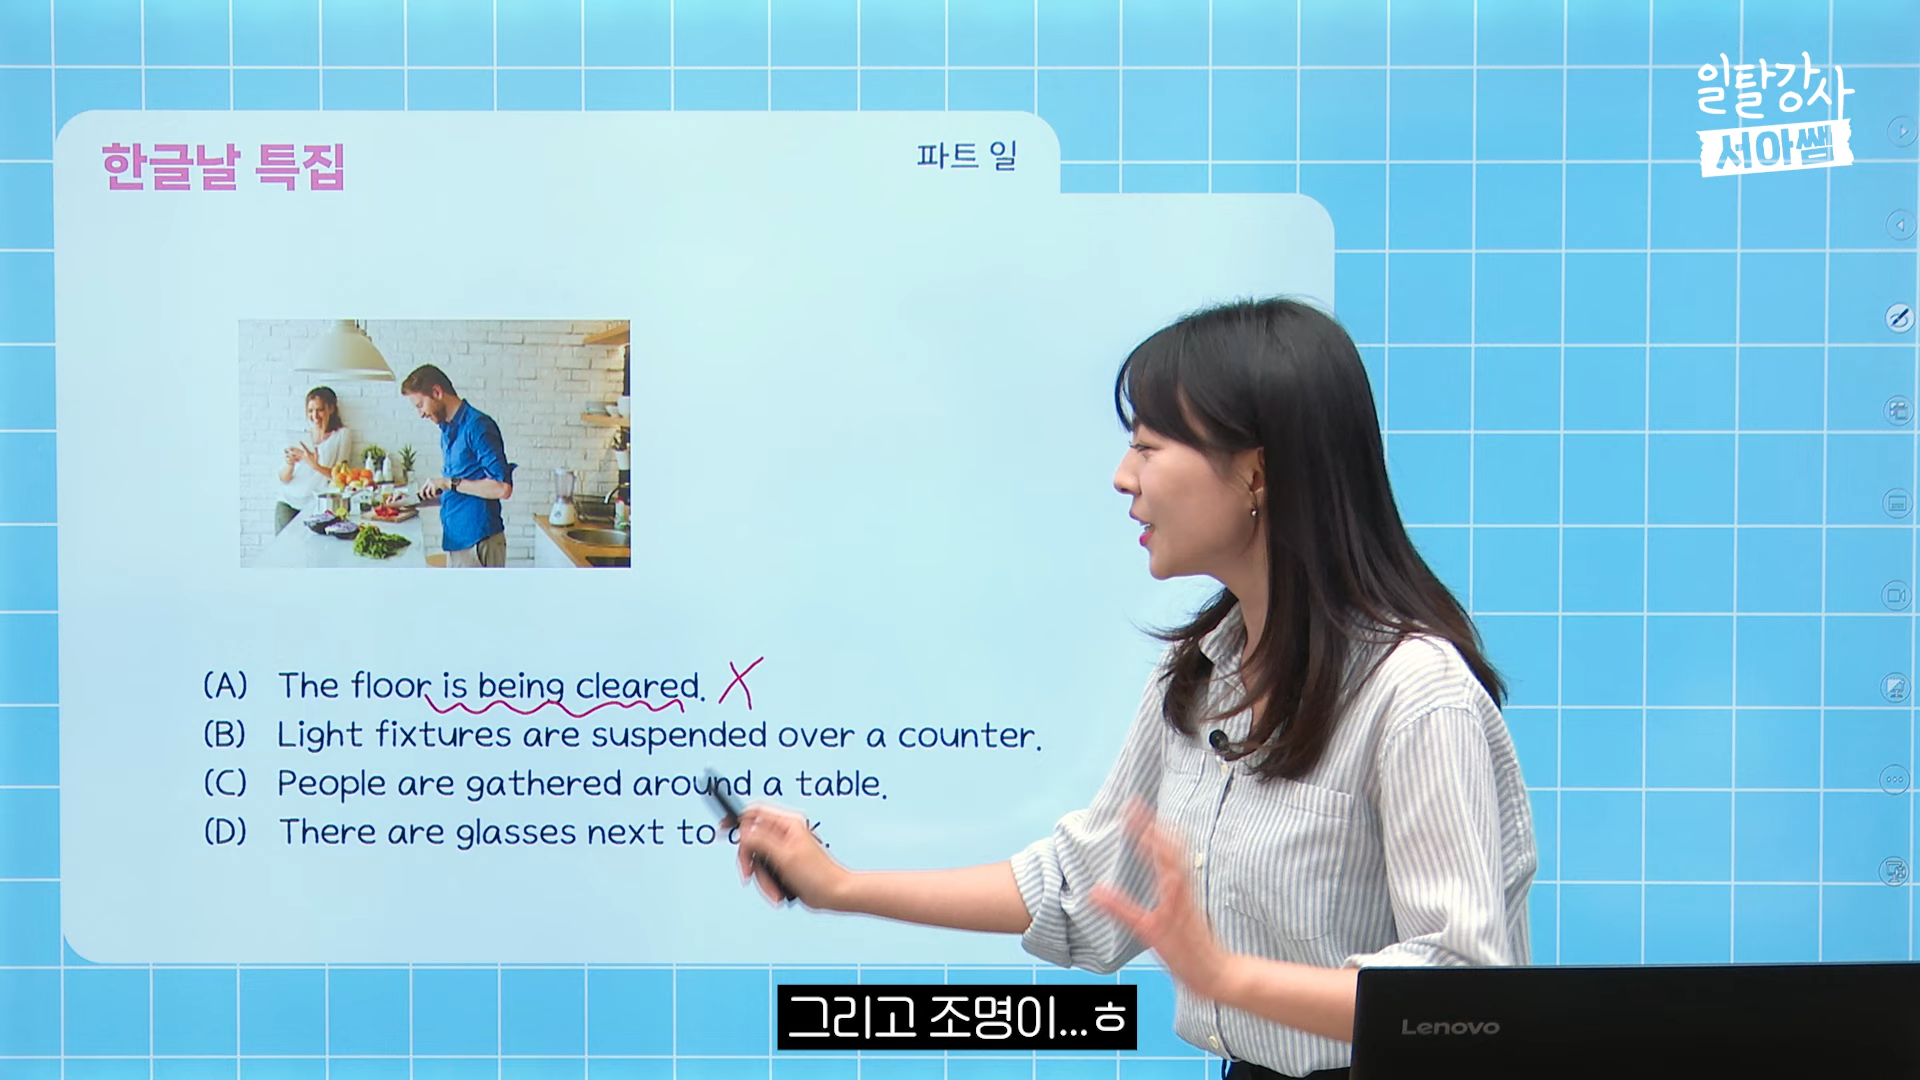 일탈강사
서아쌤
한글날 특집
파트 일
(A) The floor is being cleared. X
(B) Light fixtures are suspended over a counter.
(C) People are gathered around a table.
(D) There are glasses next to a
그리고 조명이...ㅎ
Lenovo